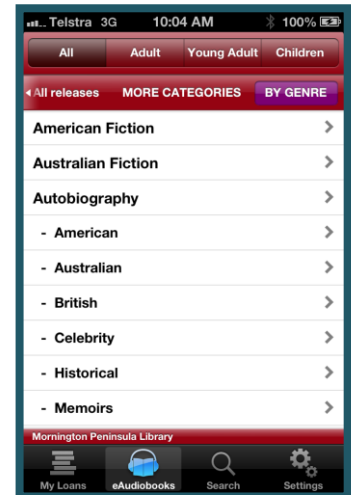 Telstra 3G 10:04 AM 100%
All Adult Young Adult Children
All releases MORE CATEGORIES BY GENRE
American Fiction
Australian Fiction
Autobiography
- American
- Australian
- British
- Celebrity
- Historical
- Memoirs
Mornington Peninsula Library
My Loans eAudiobooks Search Settings